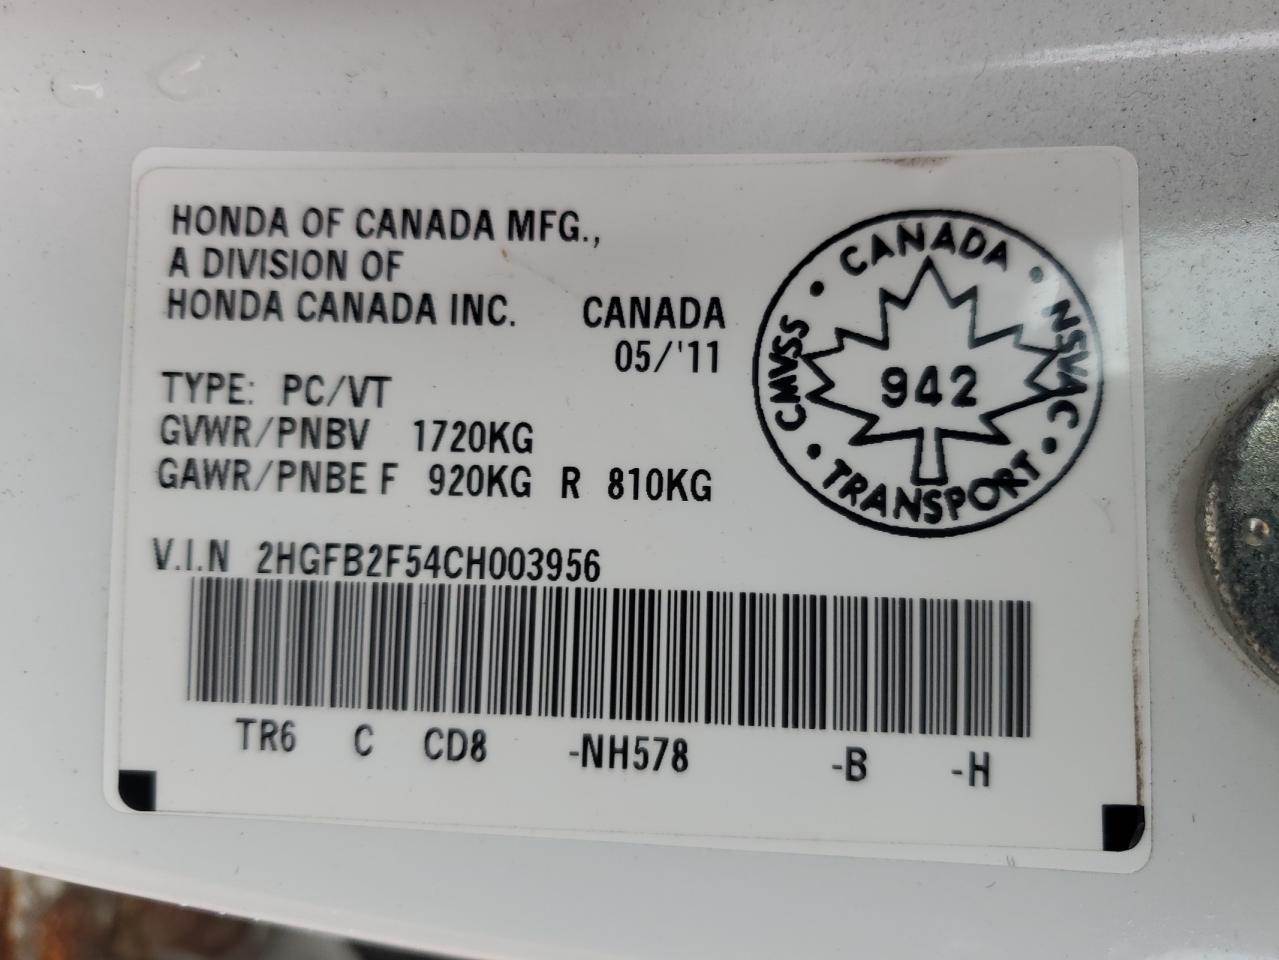 HONDA OF CANADA MFG.,
A DIVISION OF
HONDA CANADA INC. CANADA
05/'11
TYPE: PC/VT
GVWR/PNBV 1720KG
GAWR/PNBE F 920KG R 810KG
CANADA • NSVAC • TRANSPORT • CMVSS •
942
V.I.N 2HGFB2F54CH003956
TR6 C CD8 -NH578 -B -H